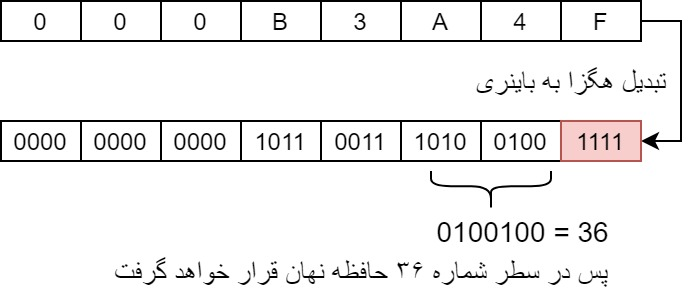 0 0 0 B 3 A 4 F
تبدیل هگزا به باینری
0000 0000 0000 1011 0011 1010 0100 1111
0100100 = 36
پس در سطر شماره ۳۶ حافظه نهان قرار خواهد گرفت